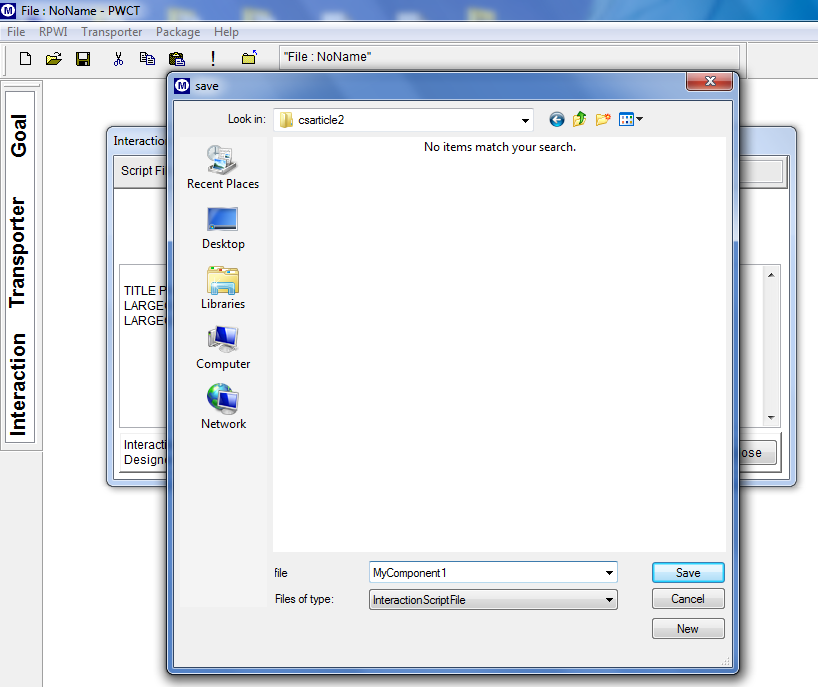 File : NoName - PWCT
File RPWI Transporter Package Help
"File : NoName"
Goal
Transporter
Interaction
Interaction
Script Fi
TITLE P
LARGE
LARGE
Interacti
Designe
ose
save
Look in: csarticle2
No items match your search.
Recent Places
Desktop
Libraries
Computer
Network
file MyComponent1 Save
Files of type: InteractionScriptFile Cancel
New